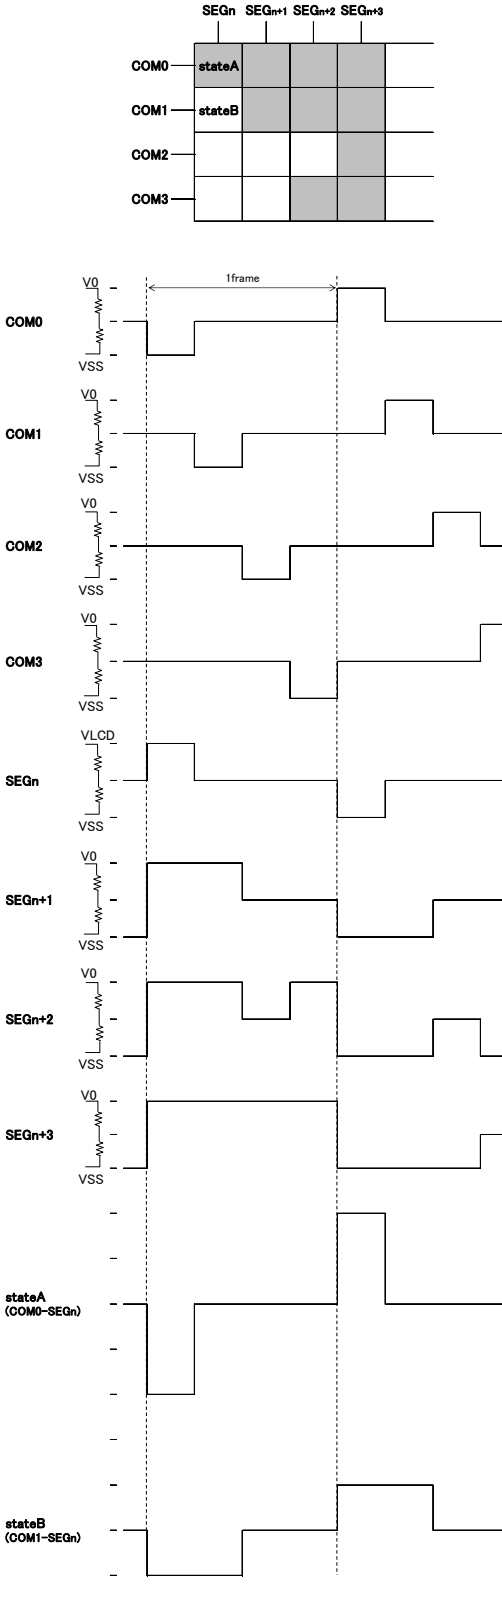 SEGn SEGn+1 SEGn+2 SEGn+3
COM0 stateA
COM1 stateB
COM2
COM3
1frame
V0
COM0
VSS
V0
COM1
VSS
V0
COM2
VSS
V0
COM3
VSS
VLCD
SEGn
VSS
V0
SEGn+1
VSS
V0
SEGn+2
VSS
V0
SEGn+3
VSS
stateA
(COM0-SEGn)
stateB
(COM1-SEGn)